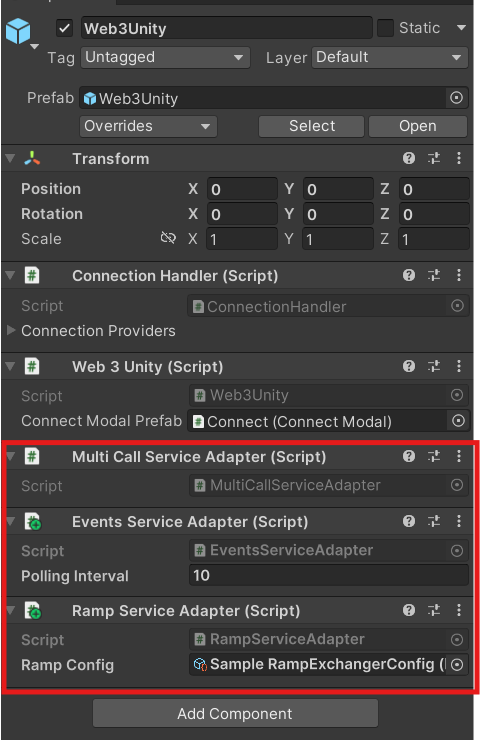 Web3Unity Static
Tag Untagged Layer Default
Prefab Web3Unity
Overrides Select Open
Transform
Position X 0 Y 0 Z 0
Rotation X 0 Y 0 Z 0
Scale X 1 Y 1 Z 1
Connection Handler (Script)
Script # ConnectionHandler
Connection Providers
# Web 3 Unity (Script)
Script # Web3Unity
Connect Modal Prefab # Connect (Connect Modal)
# Multi Call Service Adapter (Script)
Script # MultiCallServiceAdapter
# Events Service Adapter (Script)
Script # EventsServiceAdapter
Polling Interval 10
# Ramp Service Adapter (Script)
Script # RampServiceAdapter
Ramp Config Sample RampExchangerConfig (
Add Component